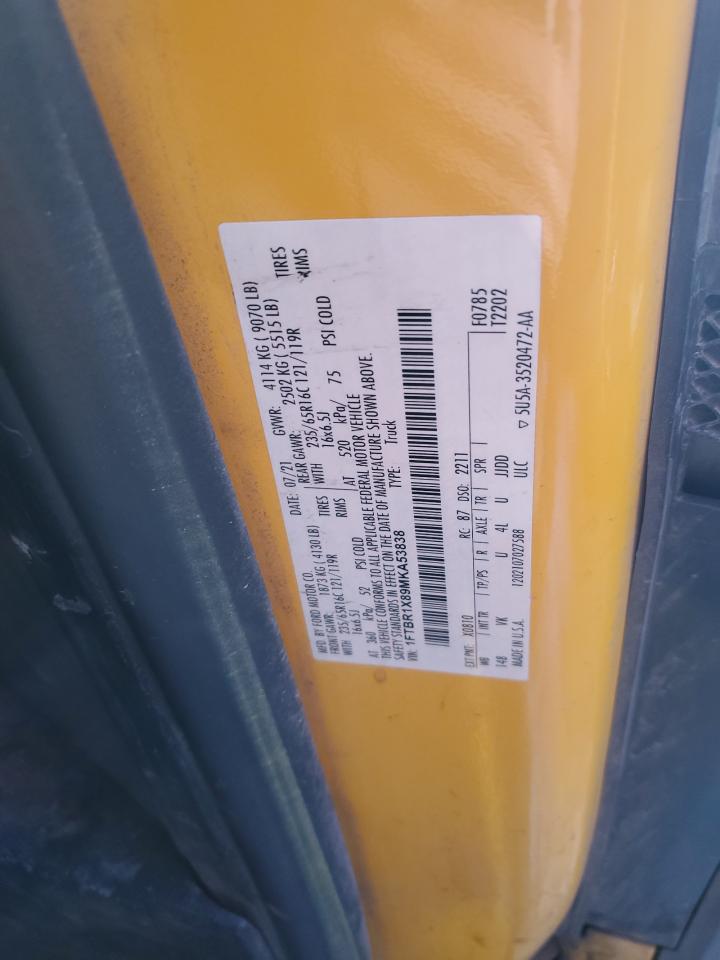 MFD. BY FORD MOTOR CO. DATE: 07/21 GVWR: 4114 KG ( 9070 LB)
FRONT GAWR: 1873 KG ( 4130 LB) REAR GAWR: 2502 KG ( 5515 LB)
WITH 235/65R16C 121/119R TIRES WITH 235/65R16C 121/119R TIRES
16x6.5J RIMS 16x6.5J RIMS
AT 360 kPa/ 52 PSI COLD AT 520 kPa/ 75 PSI COLD
THIS VEHICLE CONFORMS TO ALL APPLICABLE FEDERAL MOTOR VEHICLE
SAFETY STANDARDS IN EFFECT ON THE DATE OF MANUFACTURE SHOWN ABOVE.
VIN: 1FTBR1X89MKA53838 TYPE: Truck
EXT PNT: X0810 RC: 87 DSO: 2211 F0785
WB | INT TR | TP/PS | R | AXLE | TR | SPR | T2202
148 VK U 4L U JJDD
MADE IN U.S.A. 1202107027588 ULC ▽ 5U5A-3520472-AA